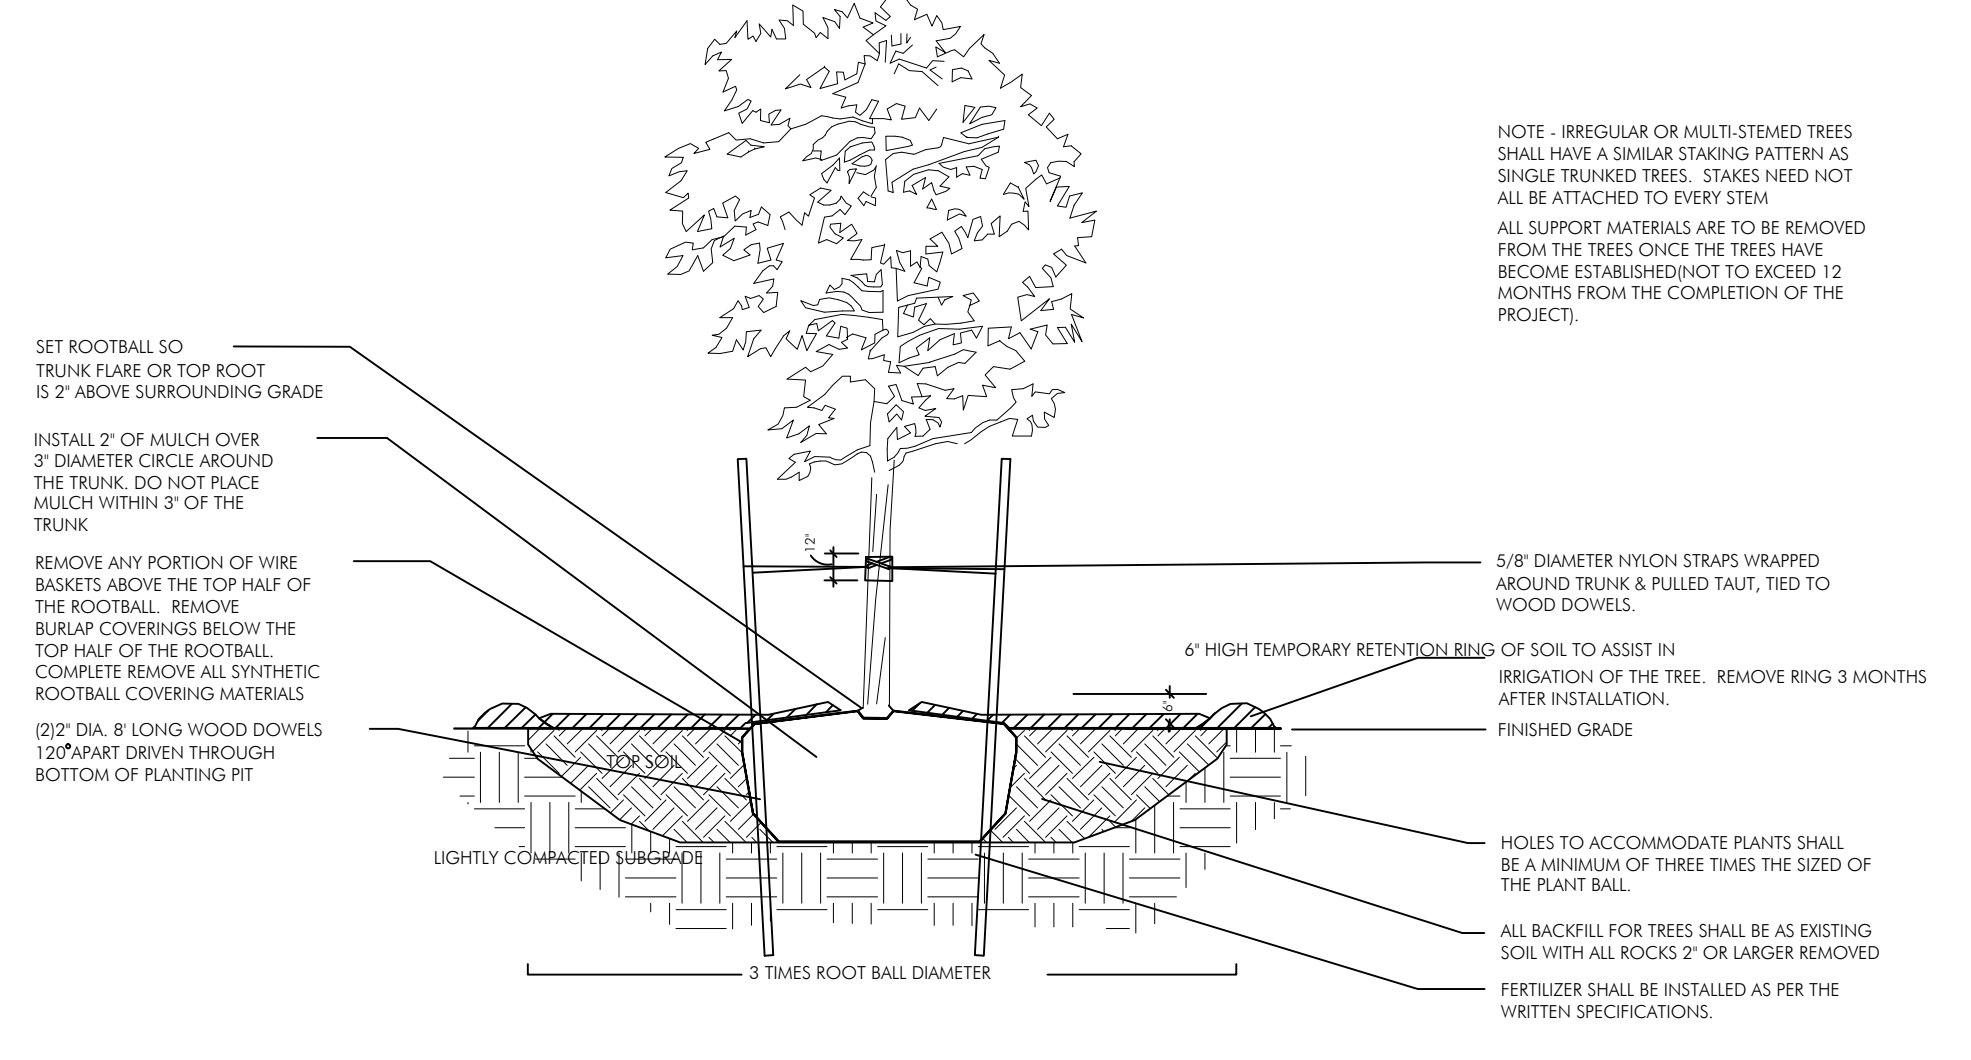 NOTE - IRREGULAR OR MULTI-STEMED TREES
SHALL HAVE A SIMILAR STAKING PATTERN AS
SINGLE TRUNKED TREES. STAKES NEED NOT
ALL BE ATTACHED TO EVERY STEM
ALL SUPPORT MATERIALS ARE TO BE REMOVED
FROM THE TREES ONCE THE TREES HAVE
BECOME ESTABLISHED(NOT TO EXCEED 12
MONTHS FROM THE COMPLETION OF THE
PROJECT).
SET ROOTBALL SO
TRUNK FLARE OR TOP ROOT
IS 2" ABOVE SURROUNDING GRADE
INSTALL 2" OF MULCH OVER
3" DIAMETER CIRCLE AROUND
THE TRUNK. DO NOT PLACE
MULCH WITHIN 3" OF THE
TRUNK
REMOVE ANY PORTION OF WIRE
BASKETS ABOVE THE TOP HALF OF
THE ROOTBALL. REMOVE
BURLAP COVERINGS BELOW THE
TOP HALF OF THE ROOTBALL.
COMPLETE REMOVE ALL SYNTHETIC
ROOTBALL COVERING MATERIALS
(2)2" DIA. 8' LONG WOOD DOWELS
120°APART DRIVEN THROUGH
BOTTOM OF PLANTING PIT
12"
5/8" DIAMETER NYLON STRAPS WRAPPED
AROUND TRUNK & PULLED TAUT, TIED TO
WOOD DOWELS.
6" HIGH TEMPORARY RETENTION RING OF SOIL TO ASSIST IN
IRRIGATION OF THE TREE. REMOVE RING 3 MONTHS
AFTER INSTALLATION.
6"
FINISHED GRADE
TOP SOIL
LIGHTLY COMPACTED SUBGRADE
HOLES TO ACCOMMODATE PLANTS SHALL
BE A MINIMUM OF THREE TIMES THE SIZED OF
THE PLANT BALL.
ALL BACKFILL FOR TREES SHALL BE AS EXISTING
SOIL WITH ALL ROCKS 2" OR LARGER REMOVED
3 TIMES ROOT BALL DIAMETER
FERTILIZER SHALL BE INSTALLED AS PER THE
WRITTEN SPECIFICATIONS.